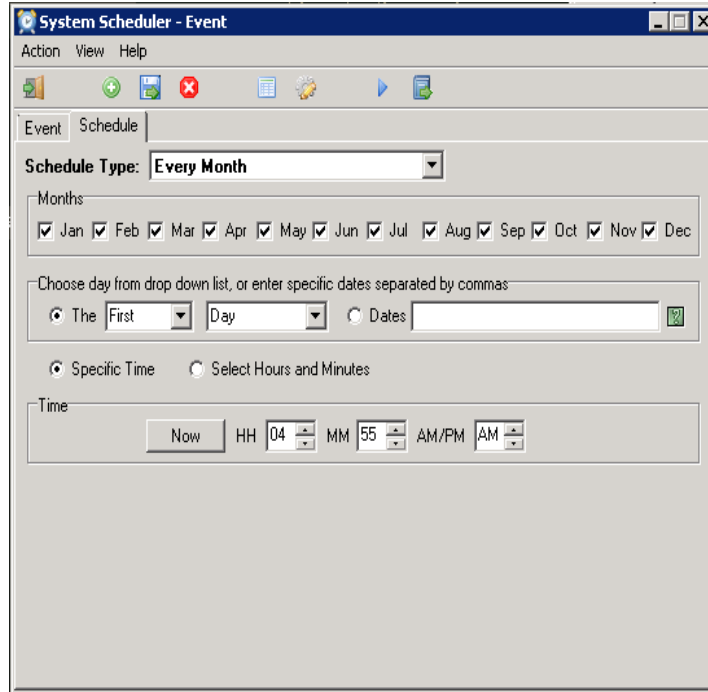 System Scheduler - Event
Action View Help
Event Schedule
Schedule Type: Every Month
Months
Jan Feb Mar Apr May Jun Jul Aug Sep Oct Nov Dec
Choose day from drop down list, or enter specific dates separated by commas
The First Day Dates
Specific Time Select Hours and Minutes
Time
Now HH 04 MM 55 AM/PM AM